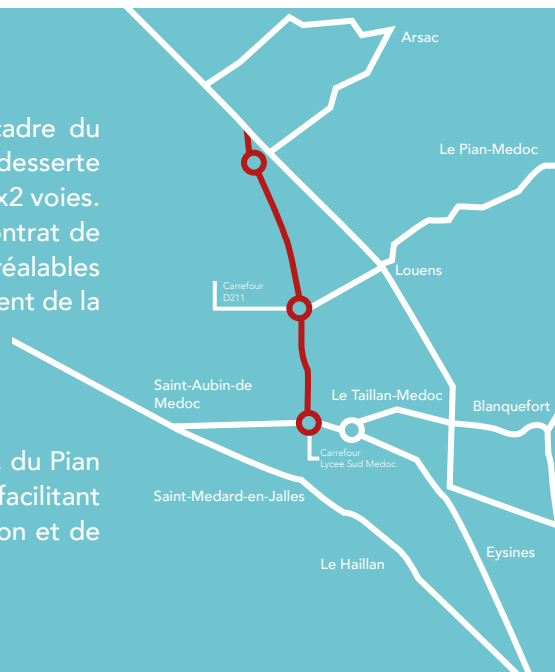 cadre du
desserte
x2 voies.
ntrat de
réalables
ent de la
du Pian
facilitant
on et de
Arsac
Le Pian-Medoc
Louens
Carrefour
D211
Saint-Aubin-de
Medoc
Le Taillan-Medoc
Blanquefort
Carrefour
Lycee Sud Medoc
Saint-Medard-en-Jalles
Eysines
Le Haillan